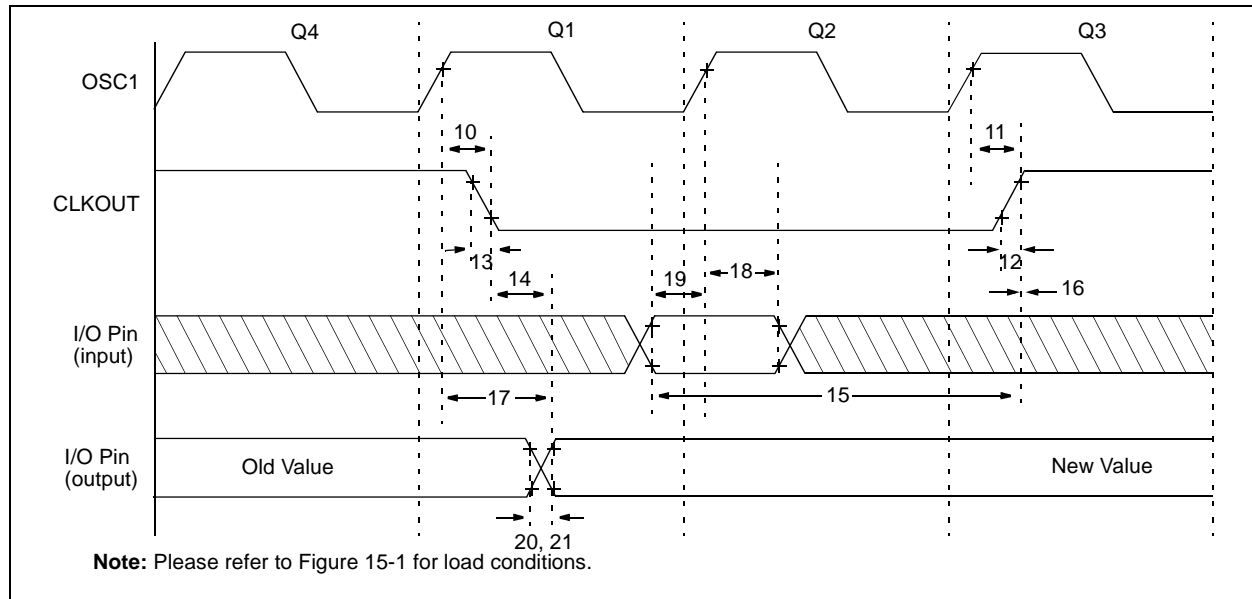 Q4 Q1 Q2 Q3
OSC1
10 11
CLKOUT
13 12
14 19 18 16
I/O Pin
(input)
17 15
I/O Pin
(output)
Old Value New Value
20, 21
Note: Please refer to Figure 15-1 for load conditions.